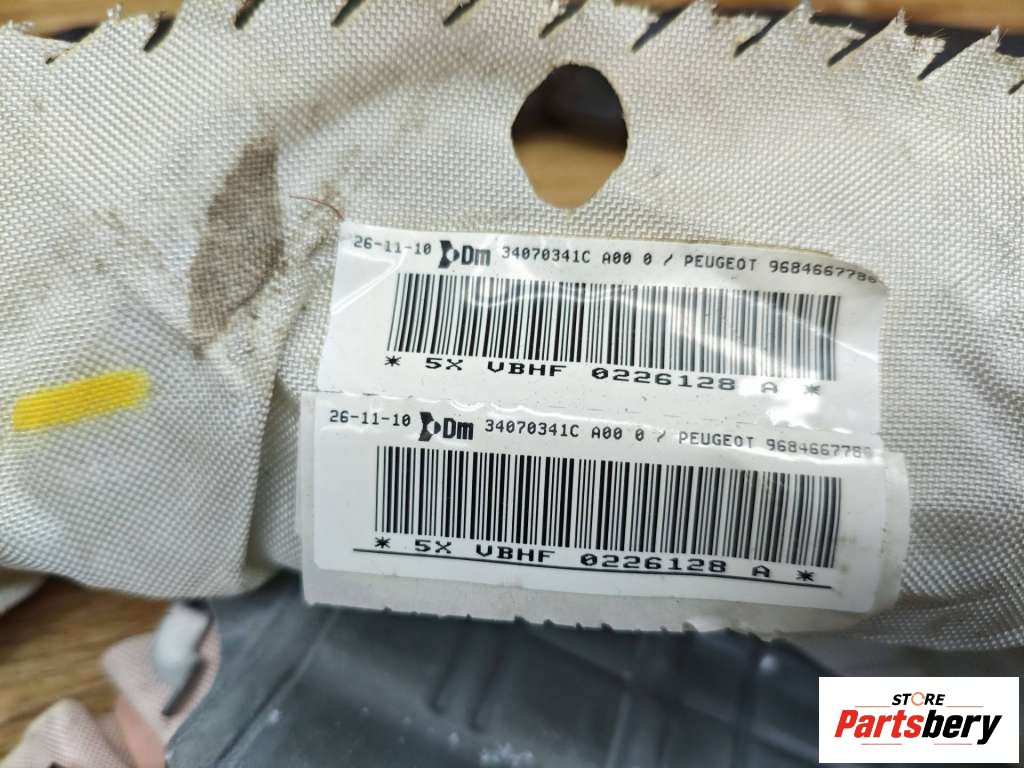 26-11-10 Dm 34070341C A00 0 / PEUGEOT 9684667780
* 5X VBHF 0226128 A *
26-11-10 Dm 34070341C A00 0 / PEUGEOT 9684667780
* 5X VBHF 0226128 A *
STORE
Partsbery